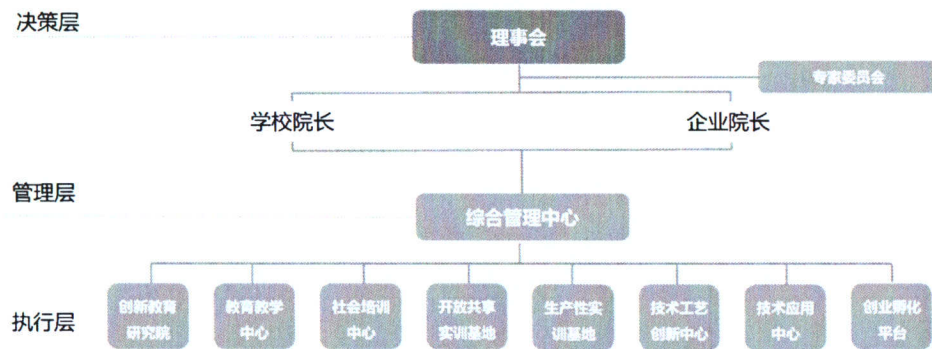 决策层
理事会
专家委员会
学校院长
企业院长
管理层
综合管理中心
执行层
创新教育
研究院
教育教学
中心
社会培训
中心
开放共享
实训基地
生产性实
训基地
技术工艺
创新中心
技术应用
中心
创业孵化
平台